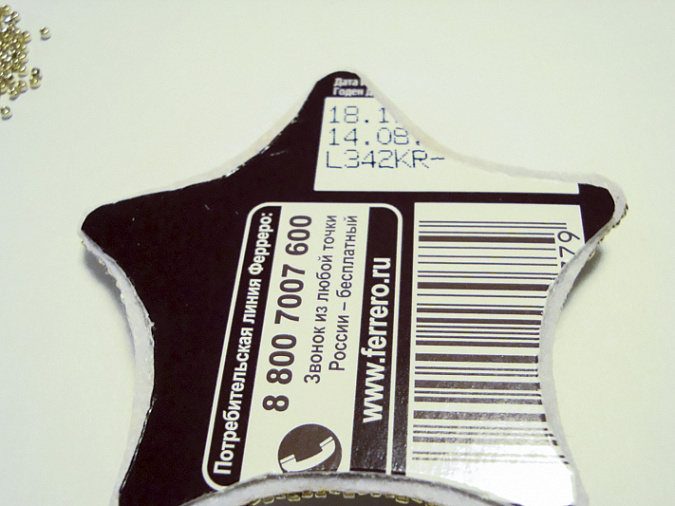 Дата
Годен
18.1
14.08.
L342KR-
Потребительская линия Ферреро:
8 800 7007 600
Звонок из любой точки
России – бесплатный
www.ferrero.ru
79